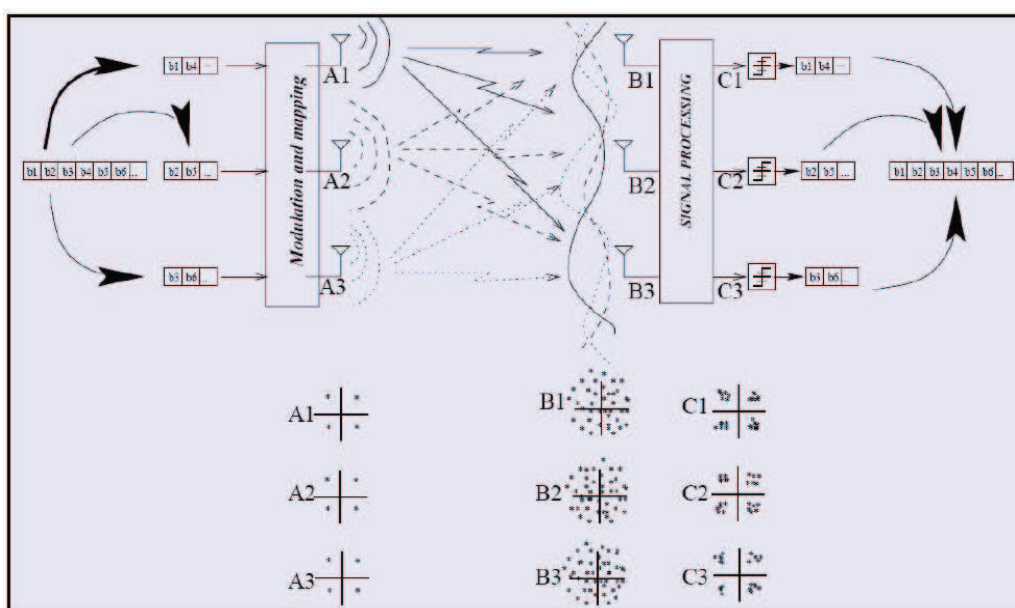 b1 b4 ...
b1 b2 b3 b4 b5 b6 ...
b2 b5 ...
b3 b6 ...
Modulation and mapping
A1
A2
A3
B1
B2
B3
SIGNAL PROCESSING
C1
C2
C3
b1 b4 ...
b2 b5 ...
b3 b6 ...
b1 b2 b3 b4 b5 b6 ...
A1
B1
C1
A2
B2
C2
A3
B3
C3